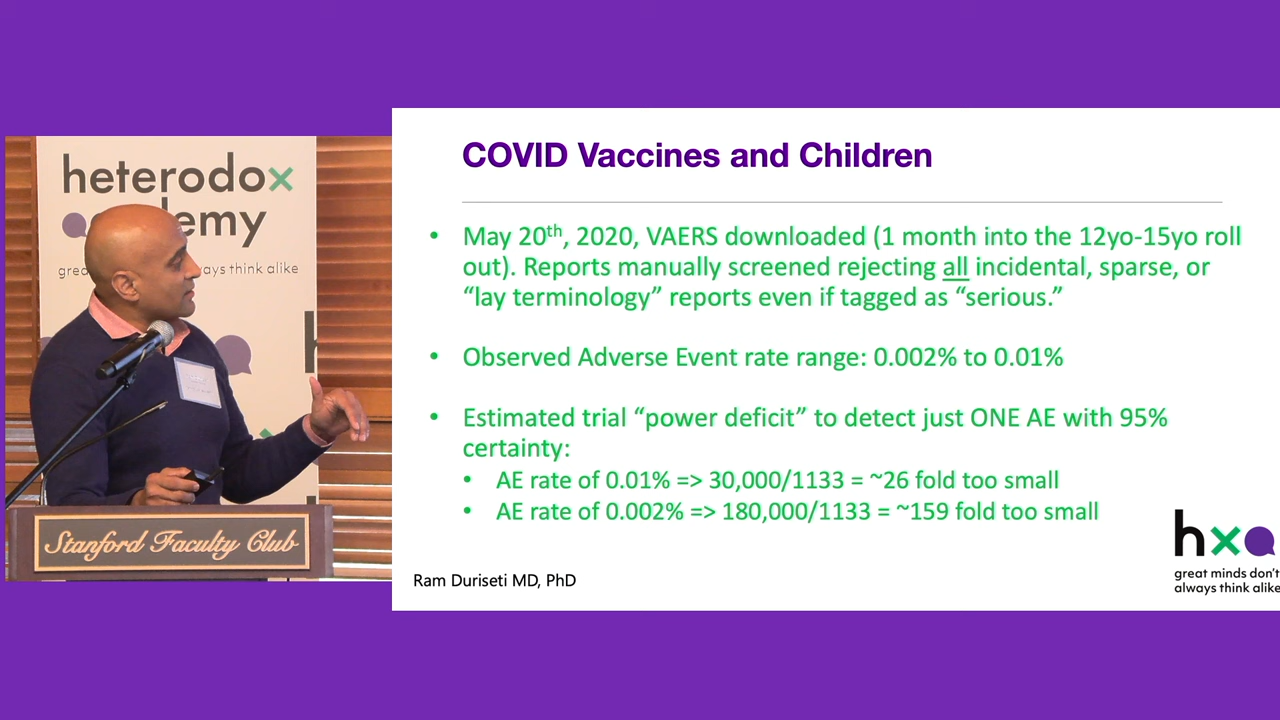 heterodox
academy
great
always think alike
Stanford Faculty Club
COVID Vaccines and Children
• May 20th, 2020, VAERS downloaded (1 month into the 12yo-15yo roll
out). Reports manually screened rejecting all incidental, sparse, or
“lay terminology” reports even if tagged as “serious.”
• Observed Adverse Event rate range: 0.002% to 0.01%
• Estimated trial “power deficit” to detect just ONE AE with 95%
certainty:
• AE rate of 0.01% => 30,000/1133 = ~26 fold too small
• AE rate of 0.002% => 180,000/1133 = ~159 fold too small
Ram Duriseti MD, PhD
hxa
great minds don't
always think alike